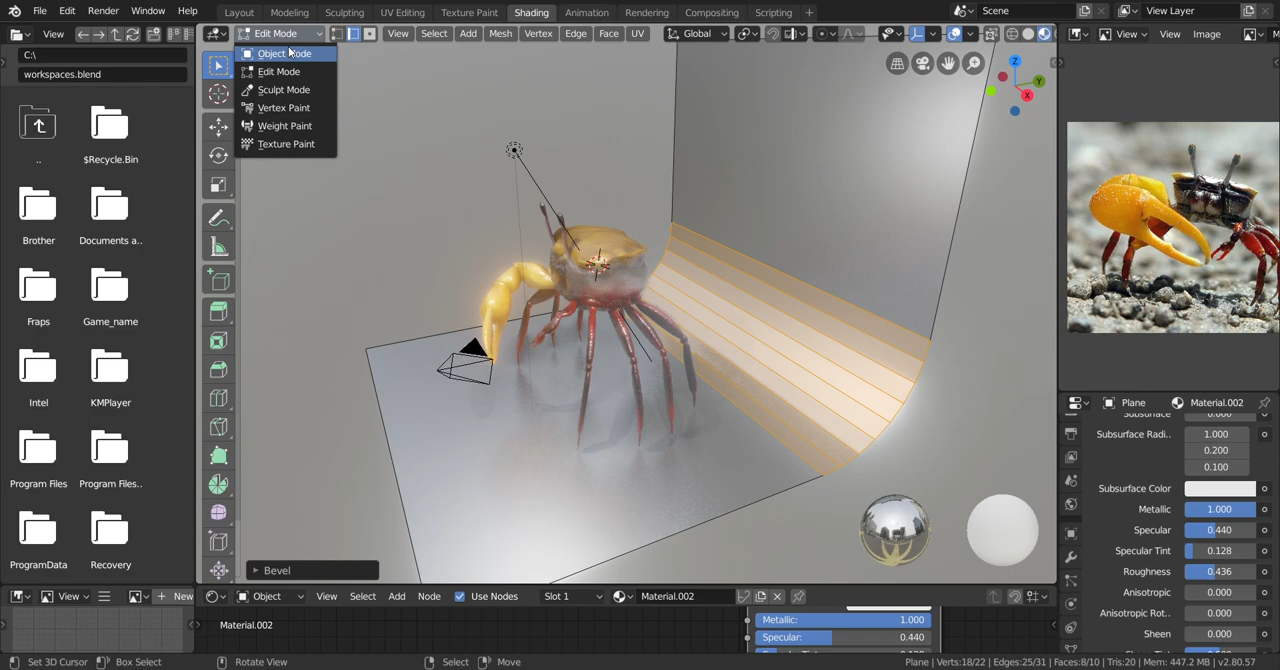 File Edit Render Window Help Layout Modeling Sculpting UV Editing Texture Paint Shading Animation Rendering Compositing Scripting + Scene View Layer
View Edit Mode View Select Add Mesh Vertex Edge Face UV Global View View Image
Object Mode
Edit Mode
Sculpt Mode
Vertex Paint
Weight Paint
Texture Paint
C:\
workspaces.blend
..
$Recycle.Bin
Brother
Documents a..
Fraps
Game_name
Intel
KMPlayer
Program Files
Program Files..
ProgramData
Recovery
Z
Y
X
Bevel
Plane Material.002
Subsurface 0.000
Subsurface Radi.. 1.000
0.200
0.100
Subsurface Color
Metallic 1.000
Specular 0.440
Specular Tint 0.128
Roughness 0.436
Anisotropic 0.000
Anisotropic Rot.. 0.000
Sheen 0.000
View New Object View Select Add Node Use Nodes Slot 1 Material.002
Material.002
Metallic: 1.000
Specular: 0.440
Set 3D Cursor Box Select Rotate View Select Move Plane | Verts:18/22 | Edges:25/31 | Faces:8/10 | Tris:20 | Mem: 447.2 MB | v2.80.57